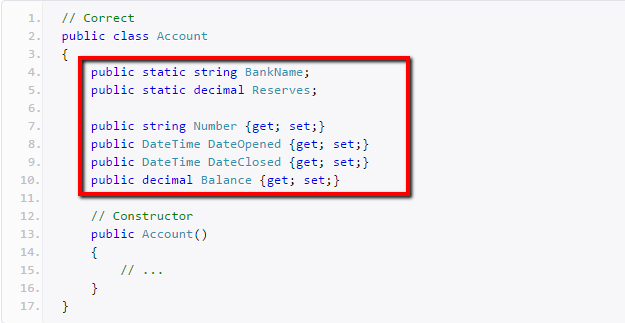 1. // Correct
2. public class Account
3. {
4. public static string BankName;
5. public static decimal Reserves;
6.
7. public string Number {get; set;}
8. public DateTime DateOpened {get; set;}
9. public DateTime DateClosed {get; set;}
10. public decimal Balance {get; set;}
11.
12. // Constructor
13. public Account()
14. {
15. // ...
16. }
17. }